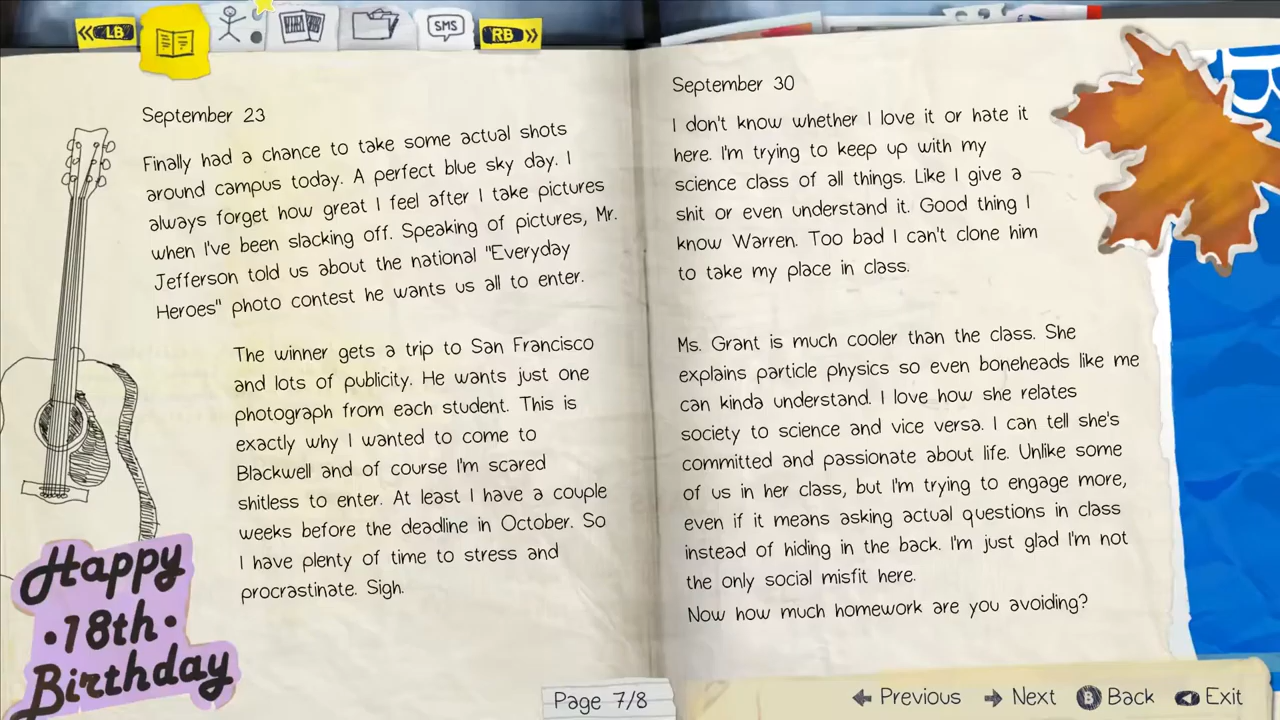 LB
SMS
RB
September 23
Finally had a chance to take some actual shots
around campus today. A perfect blue sky day. I
always forget how great I feel after I take pictures
when I've been slacking off. Speaking of pictures, Mr.
Jefferson told us about the national "Everyday
Heroes" photo contest he wants us all to enter.
The winner gets a trip to San Francisco
and lots of publicity. He wants just one
photograph from each student. This is
exactly why I wanted to come to
Blackwell and of course I'm scared
shitless to enter. At least I have a couple
weeks before the deadline in October. So
I have plenty of time to stress and
procrastinate. Sigh.
Happy
•18th•
Birthday
September 30
I don't know whether I love it or hate it
here. I'm trying to keep up with my
science class of all things. Like I give a
shit or even understand it. Good thing I
know Warren. Too bad I can't clone him
to take my place in class.
Ms. Grant is much cooler than the class. She
explains particle physics so even boneheads like me
can kinda understand. I love how she relates
society to science and vice versa. I can tell she's
committed and passionate about life. Unlike some
of us in her class, but I'm trying to engage more,
even if it means asking actual questions in class
instead of hiding in the back. I'm just glad I'm not
the only social misfit here.
Now how much homework are you avoiding?
Page 7/8
Previous Next B Back Exit